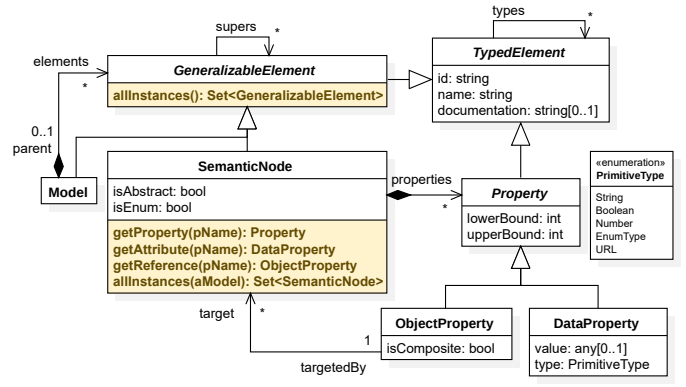 supers
*
types
*
elements
*
GeneralizableElement
allInstances(): Set<GeneralizableElement>
TypedElement
id: string
name: string
documentation: string[0..1]
0..1
parent
Model
SemanticNode
isAbstract: bool
isEnum: bool
getProperty(pName): Property
getAttribute(pName): DataProperty
getReference(pName): ObjectProperty
allInstances(aModel): Set<SemanticNode>
properties
*
Property
lowerBound: int
upperBound: int
«enumeration»
PrimitiveType
String
Boolean
Number
EnumType
URL
target
*
1
targetedBy
ObjectProperty
isComposite: bool
DataProperty
value: any[0..1]
type: PrimitiveType